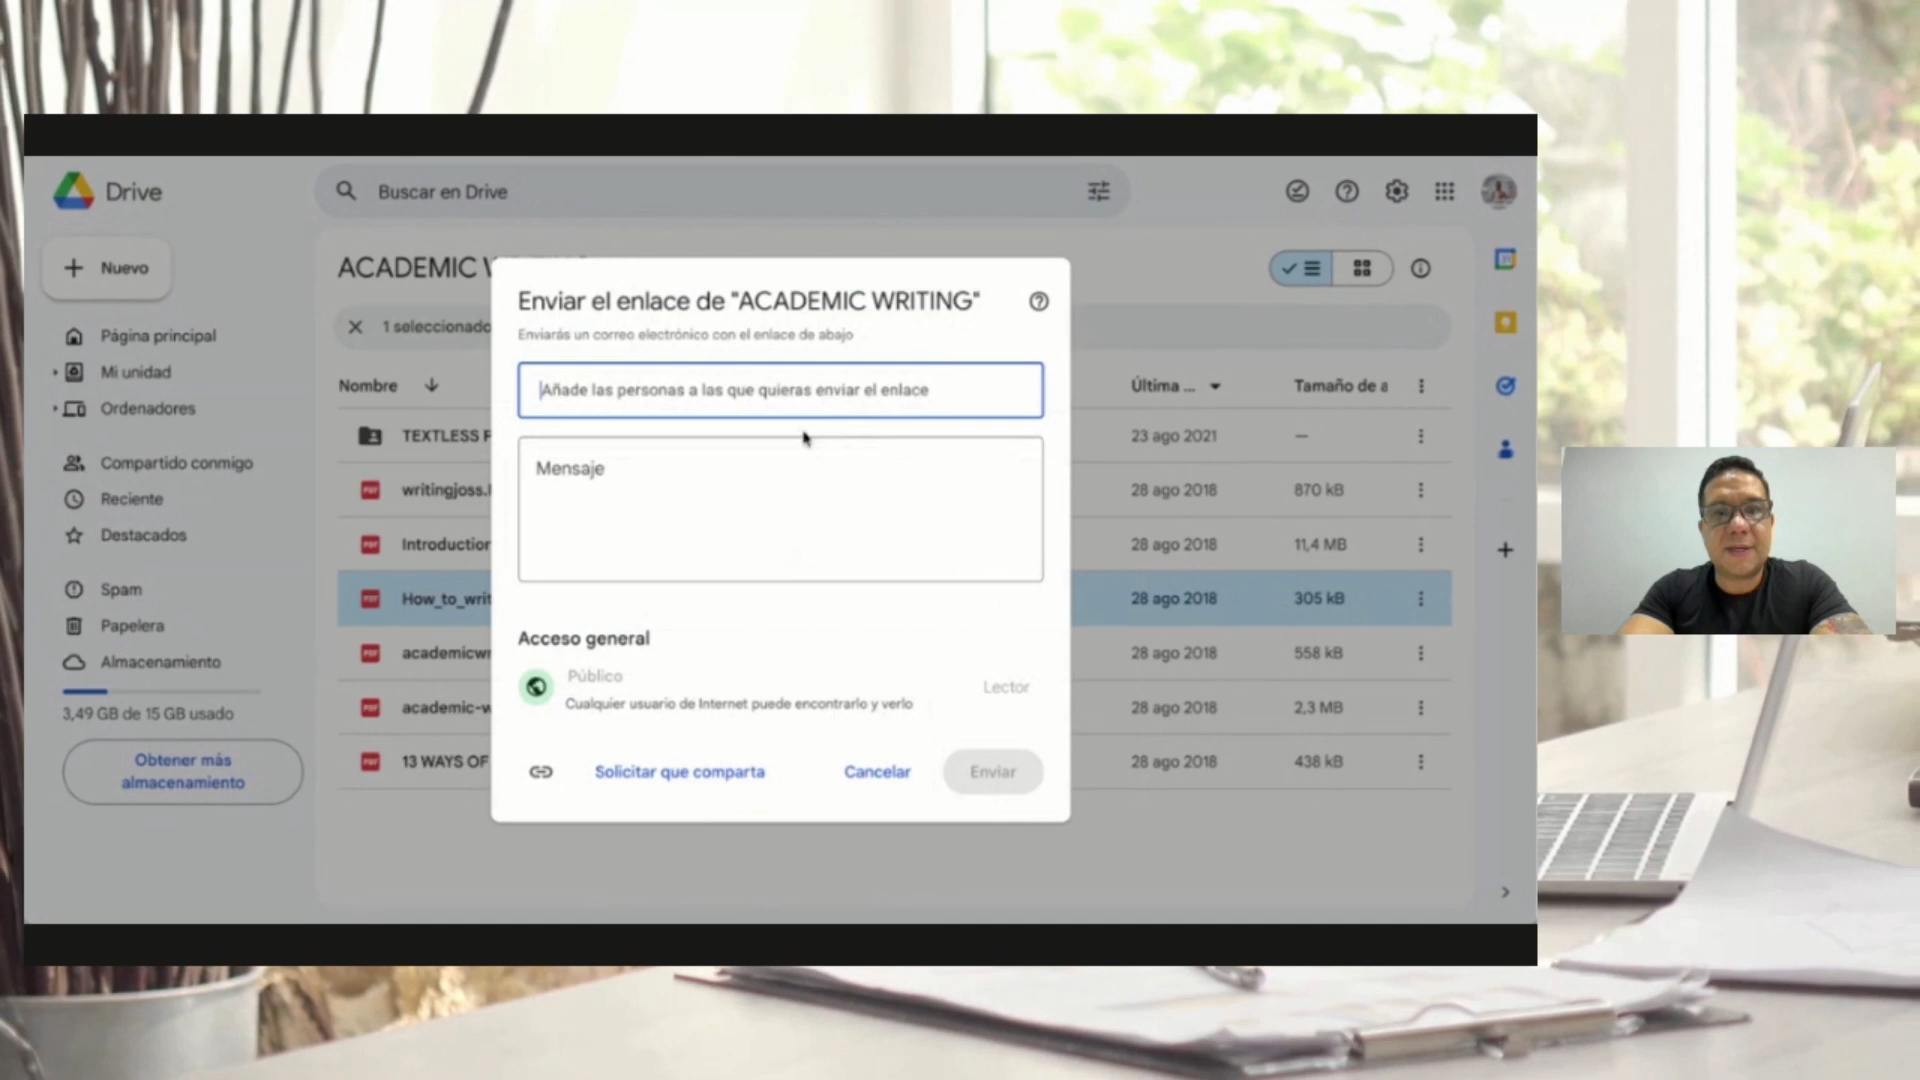 Drive
Buscar en Drive
Nuevo
ACADEMIC
1 seleccionado
Página principal
Mi unidad
Ordenadores
Compartido conmigo
Reciente
Destacados
Spam
Papelera
Almacenamiento
3,49 GB de 15 GB usado
Obtener más
almacenamiento
Nombre
Última ...
Tamaño de a
TEXTLESS
23 ago 2021
—
writingjoss.
28 ago 2018
870 kB
Introduction
28 ago 2018
11,4 MB
How_to_writ
28 ago 2018
305 kB
academicwr
28 ago 2018
558 kB
academic-w
28 ago 2018
2,3 MB
13 WAYS OF
28 ago 2018
438 kB
Enviar el enlace de "ACADEMIC WRITING"
Enviarás un correo electrónico con el enlace de abajo
Añade las personas a las que quieras enviar el enlace
Mensaje
Acceso general
Público
Cualquier usuario de Internet puede encontrarlo y verlo
Lector
Solicitar que comparta
Cancelar
Enviar